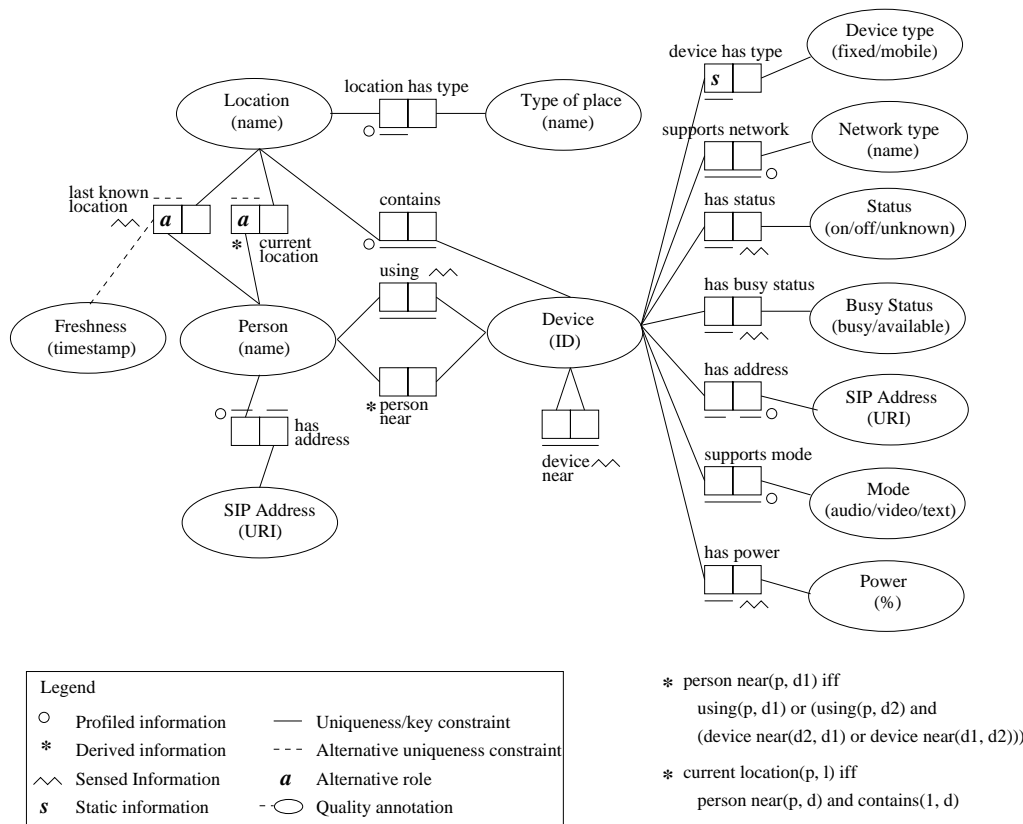 Device type
(fixed/mobile)
device has type
s
Location
(name)
location has type
Type of place
(name)
supports network
Network type
(name)
last known
location
a
a
*
current
location
contains
has status
Status
(on/off/unknown)
using
Freshness
(timestamp)
Person
(name)
Device
(ID)
has busy status
Busy Status
(busy/available)
*
person
near
has address
SIP Address
(URI)
has
address
device
near
supports mode
Mode
(audio/video/text)
SIP Address
(URI)
has power
Power
(%)
Legend
Profiled information
Uniqueness/key constraint
* Derived information
Alternative uniqueness constraint
Sensed Information
a Alternative role
s Static information
Quality annotation
* person near(p, d1) iff
using(p, d1) or (using(p, d2) and
(device near(d2, d1) or device near(d1, d2)))
* current location(p, l) iff
person near(p, d) and contains(1, d)